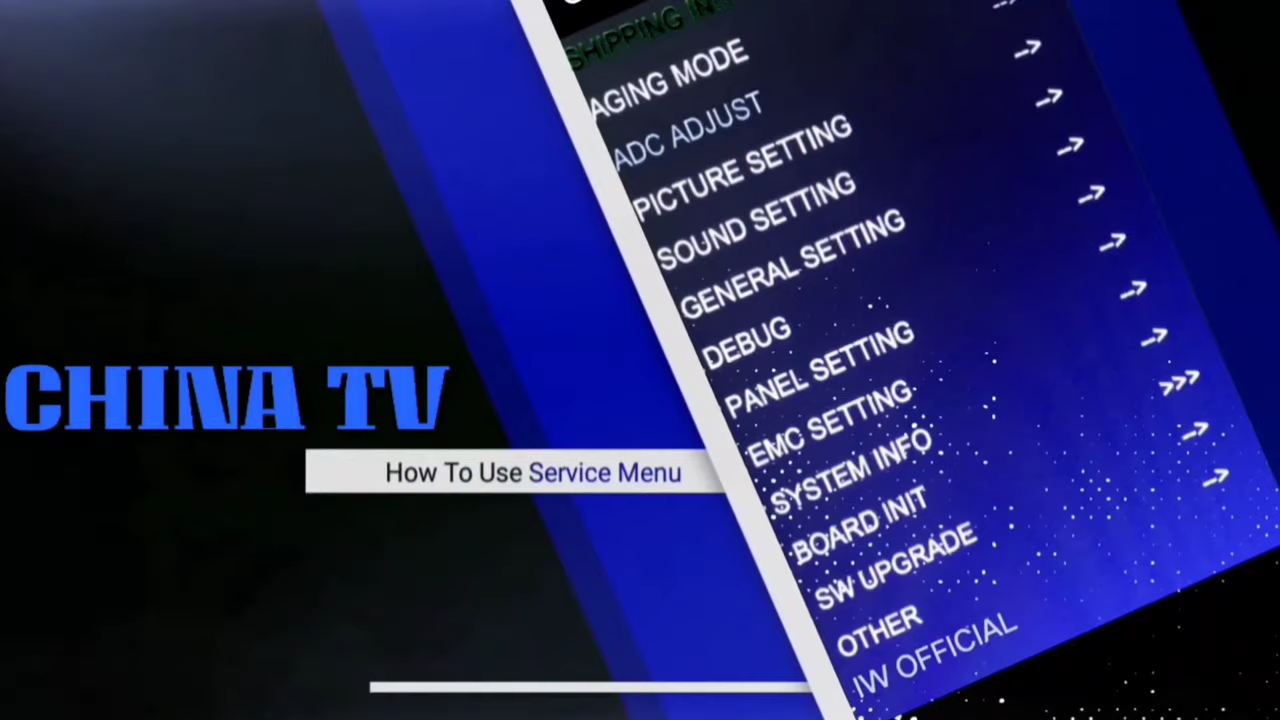 CHINA TV
How To Use Service Menu
SHIPPING
AGING MODE
ADC ADJUST
PICTURE SETTING
SOUND SETTING
GENERAL SETTING
DEBUG
PANEL SETTING
EMC SETTING
SYSTEM INFO
BOARD INIT
SW UPGRADE
OTHER
IW OFFICIAL